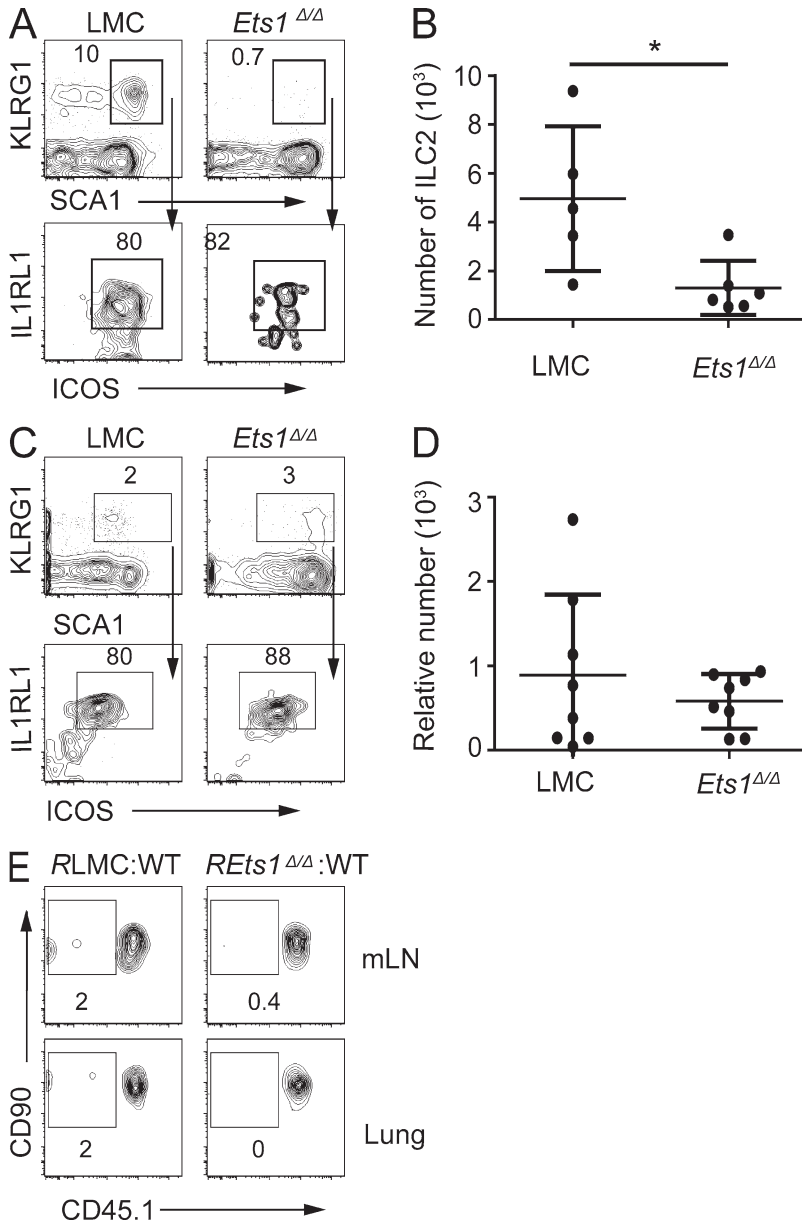 A
LMC
Ets1 Δ/Δ
KLRG1
10
0.7
SCA1
IL1RL1
80
82
ICOS
B
*
Number of ILC2 (10³)
10
8
6
4
2
0
LMC
Ets1Δ/Δ
C
LMC
Ets1Δ/Δ
KLRG1
2
3
SCA1
IL1RL1
80
88
ICOS
D
Relative number (10³)
3
2
1
0
LMC
Ets1Δ/Δ
E
RLMC:WT
REts1 Δ/Δ :WT
2
0.4
mLN
CD90
2
0
Lung
CD45.1